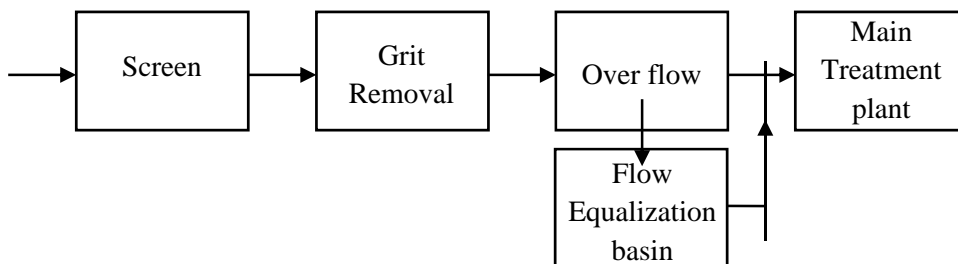 Screen
Grit
Removal
Over flow
Main
Treatment
plant
Flow
Equalization
basin